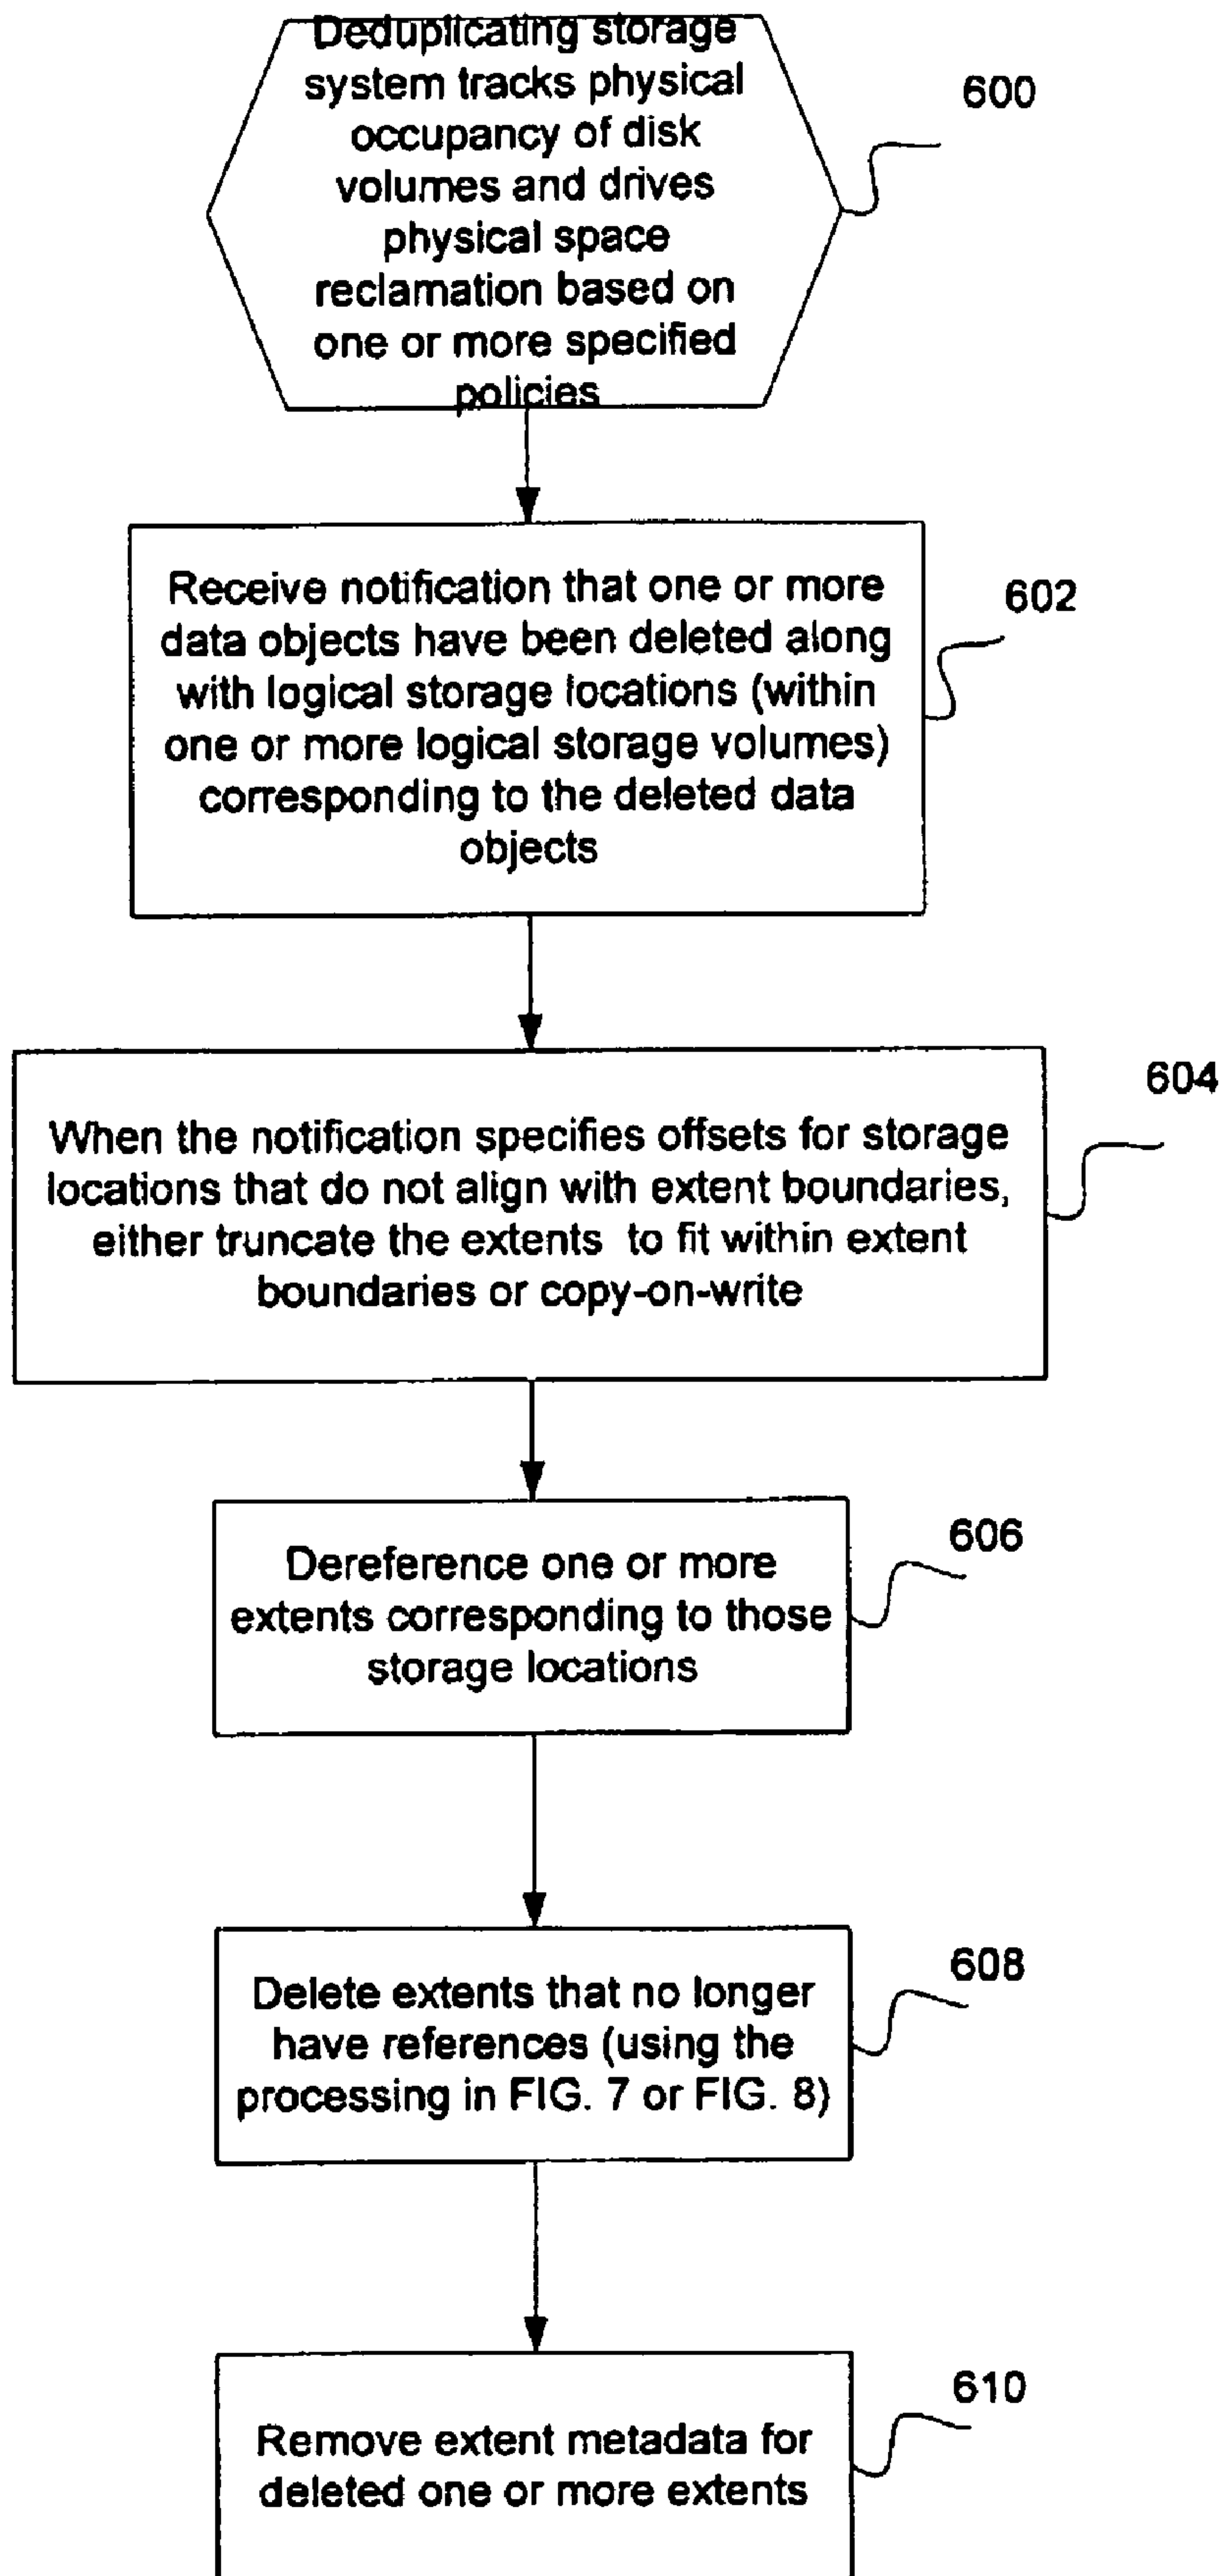 Deduplicating storage
system tracks physical
occupancy of disk
volumes and drives
physical space
reclamation based on
one or more specified
policies
600
Receive notification that one or more
data objects have been deleted along
with logical storage locations (within
one or more logical storage volumes)
corresponding to the deleted data
objects
602
When the notification specifies offsets for storage
locations that do not align with extent boundaries,
either truncate the extents to fit within extent
boundaries or copy-on-write
604
Dereference one or more
extents corresponding to those
storage locations
606
Delete extents that no longer
have references (using the
processing in FIG. 7 or FIG. 8)
608
Remove extent metadata for
deleted one or more extents
610